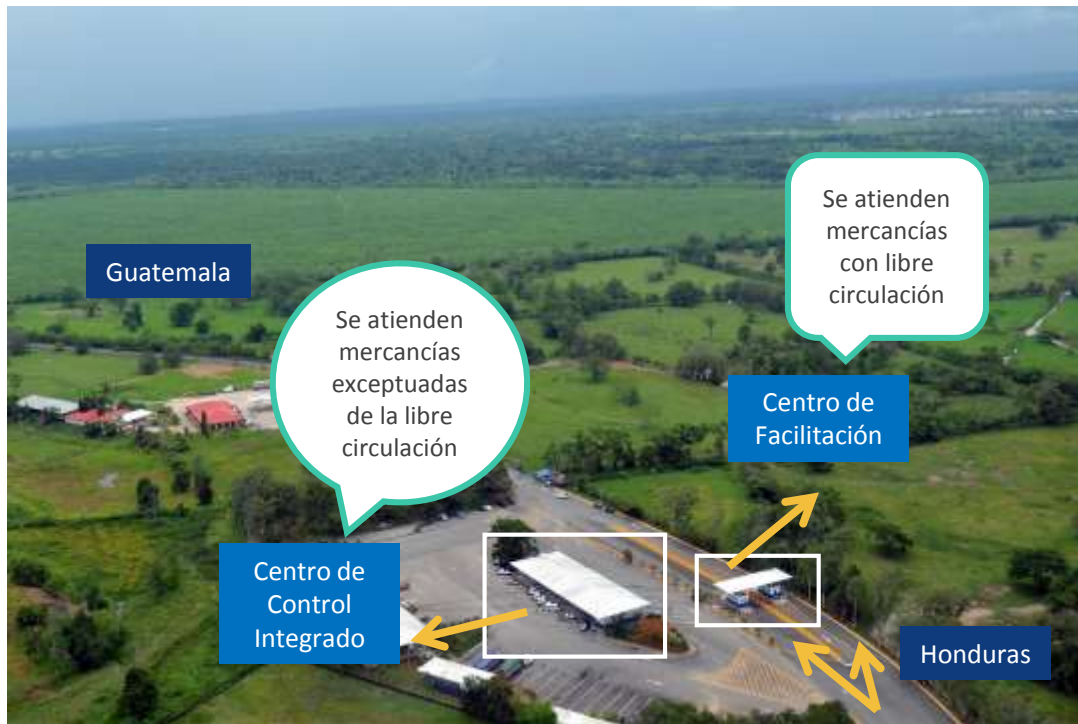 Guatemala
Se atienden
mercancías
exceptuadas
de la libre
circulación
Se atienden
mercancías
con libre
circulación
Centro de
Facilitación
Centro de
Control
Integrado
Honduras